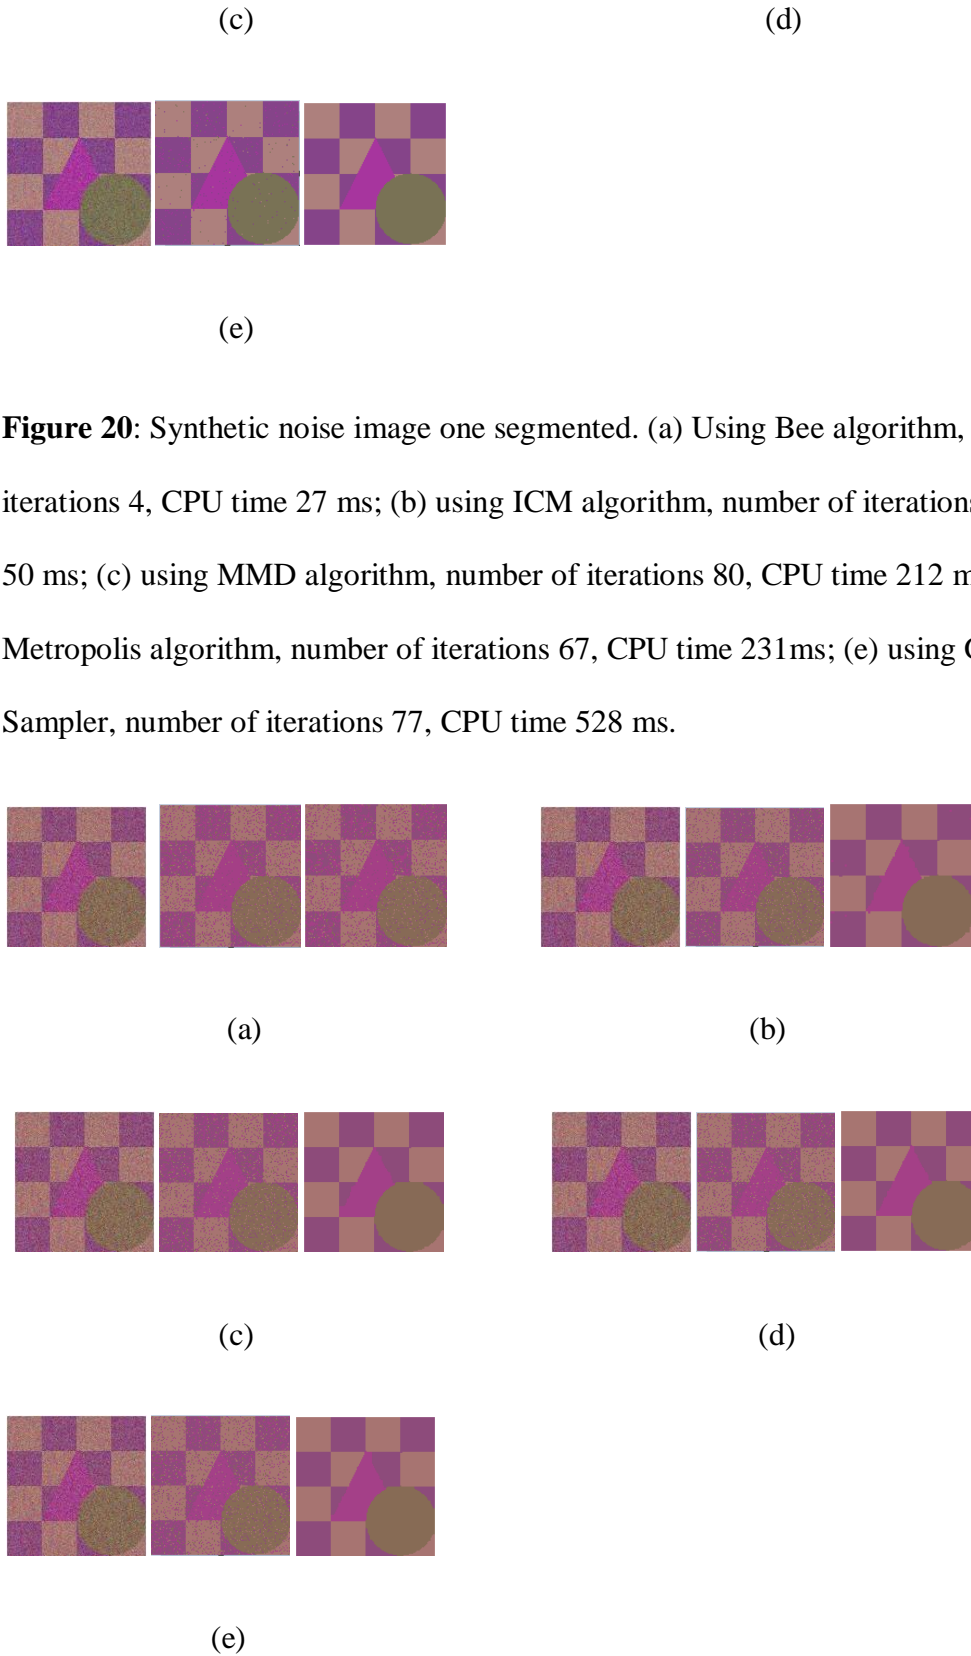 (c) (d)
(e)
Figure 20: Synthetic noise image one segmented. (a) Using Bee algorithm,
iterations 4, CPU time 27 ms; (b) using ICM algorithm, number of iterations
50 ms; (c) using MMD algorithm, number of iterations 80, CPU time 212 m
Metropolis algorithm, number of iterations 67, CPU time 231ms; (e) using
Sampler, number of iterations 77, CPU time 528 ms.
(a) (b)
(c) (d)
(e)